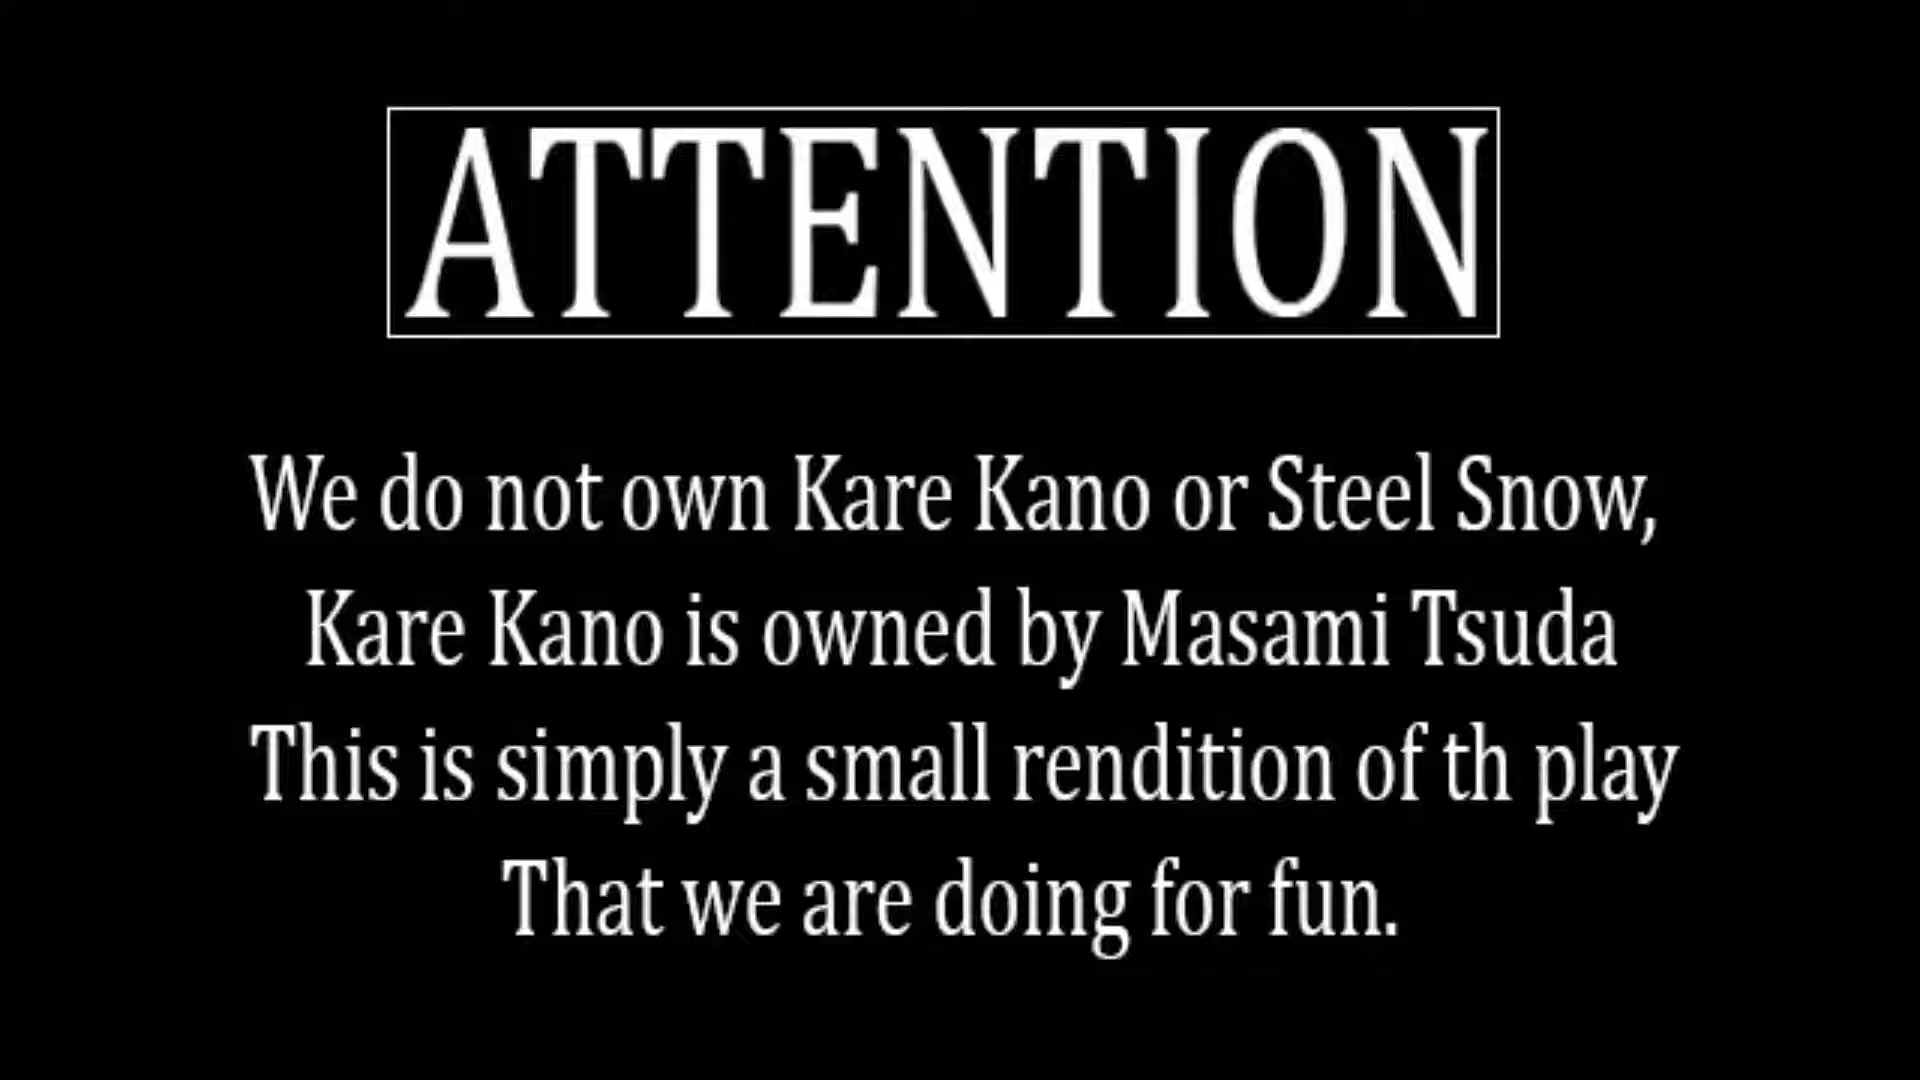 ATTENTION
We do not own Kare Kano or Steel Snow,
Kare Kano is owned by Masami Tsuda
This is simply a small rendition of th play
That we are doing for fun.